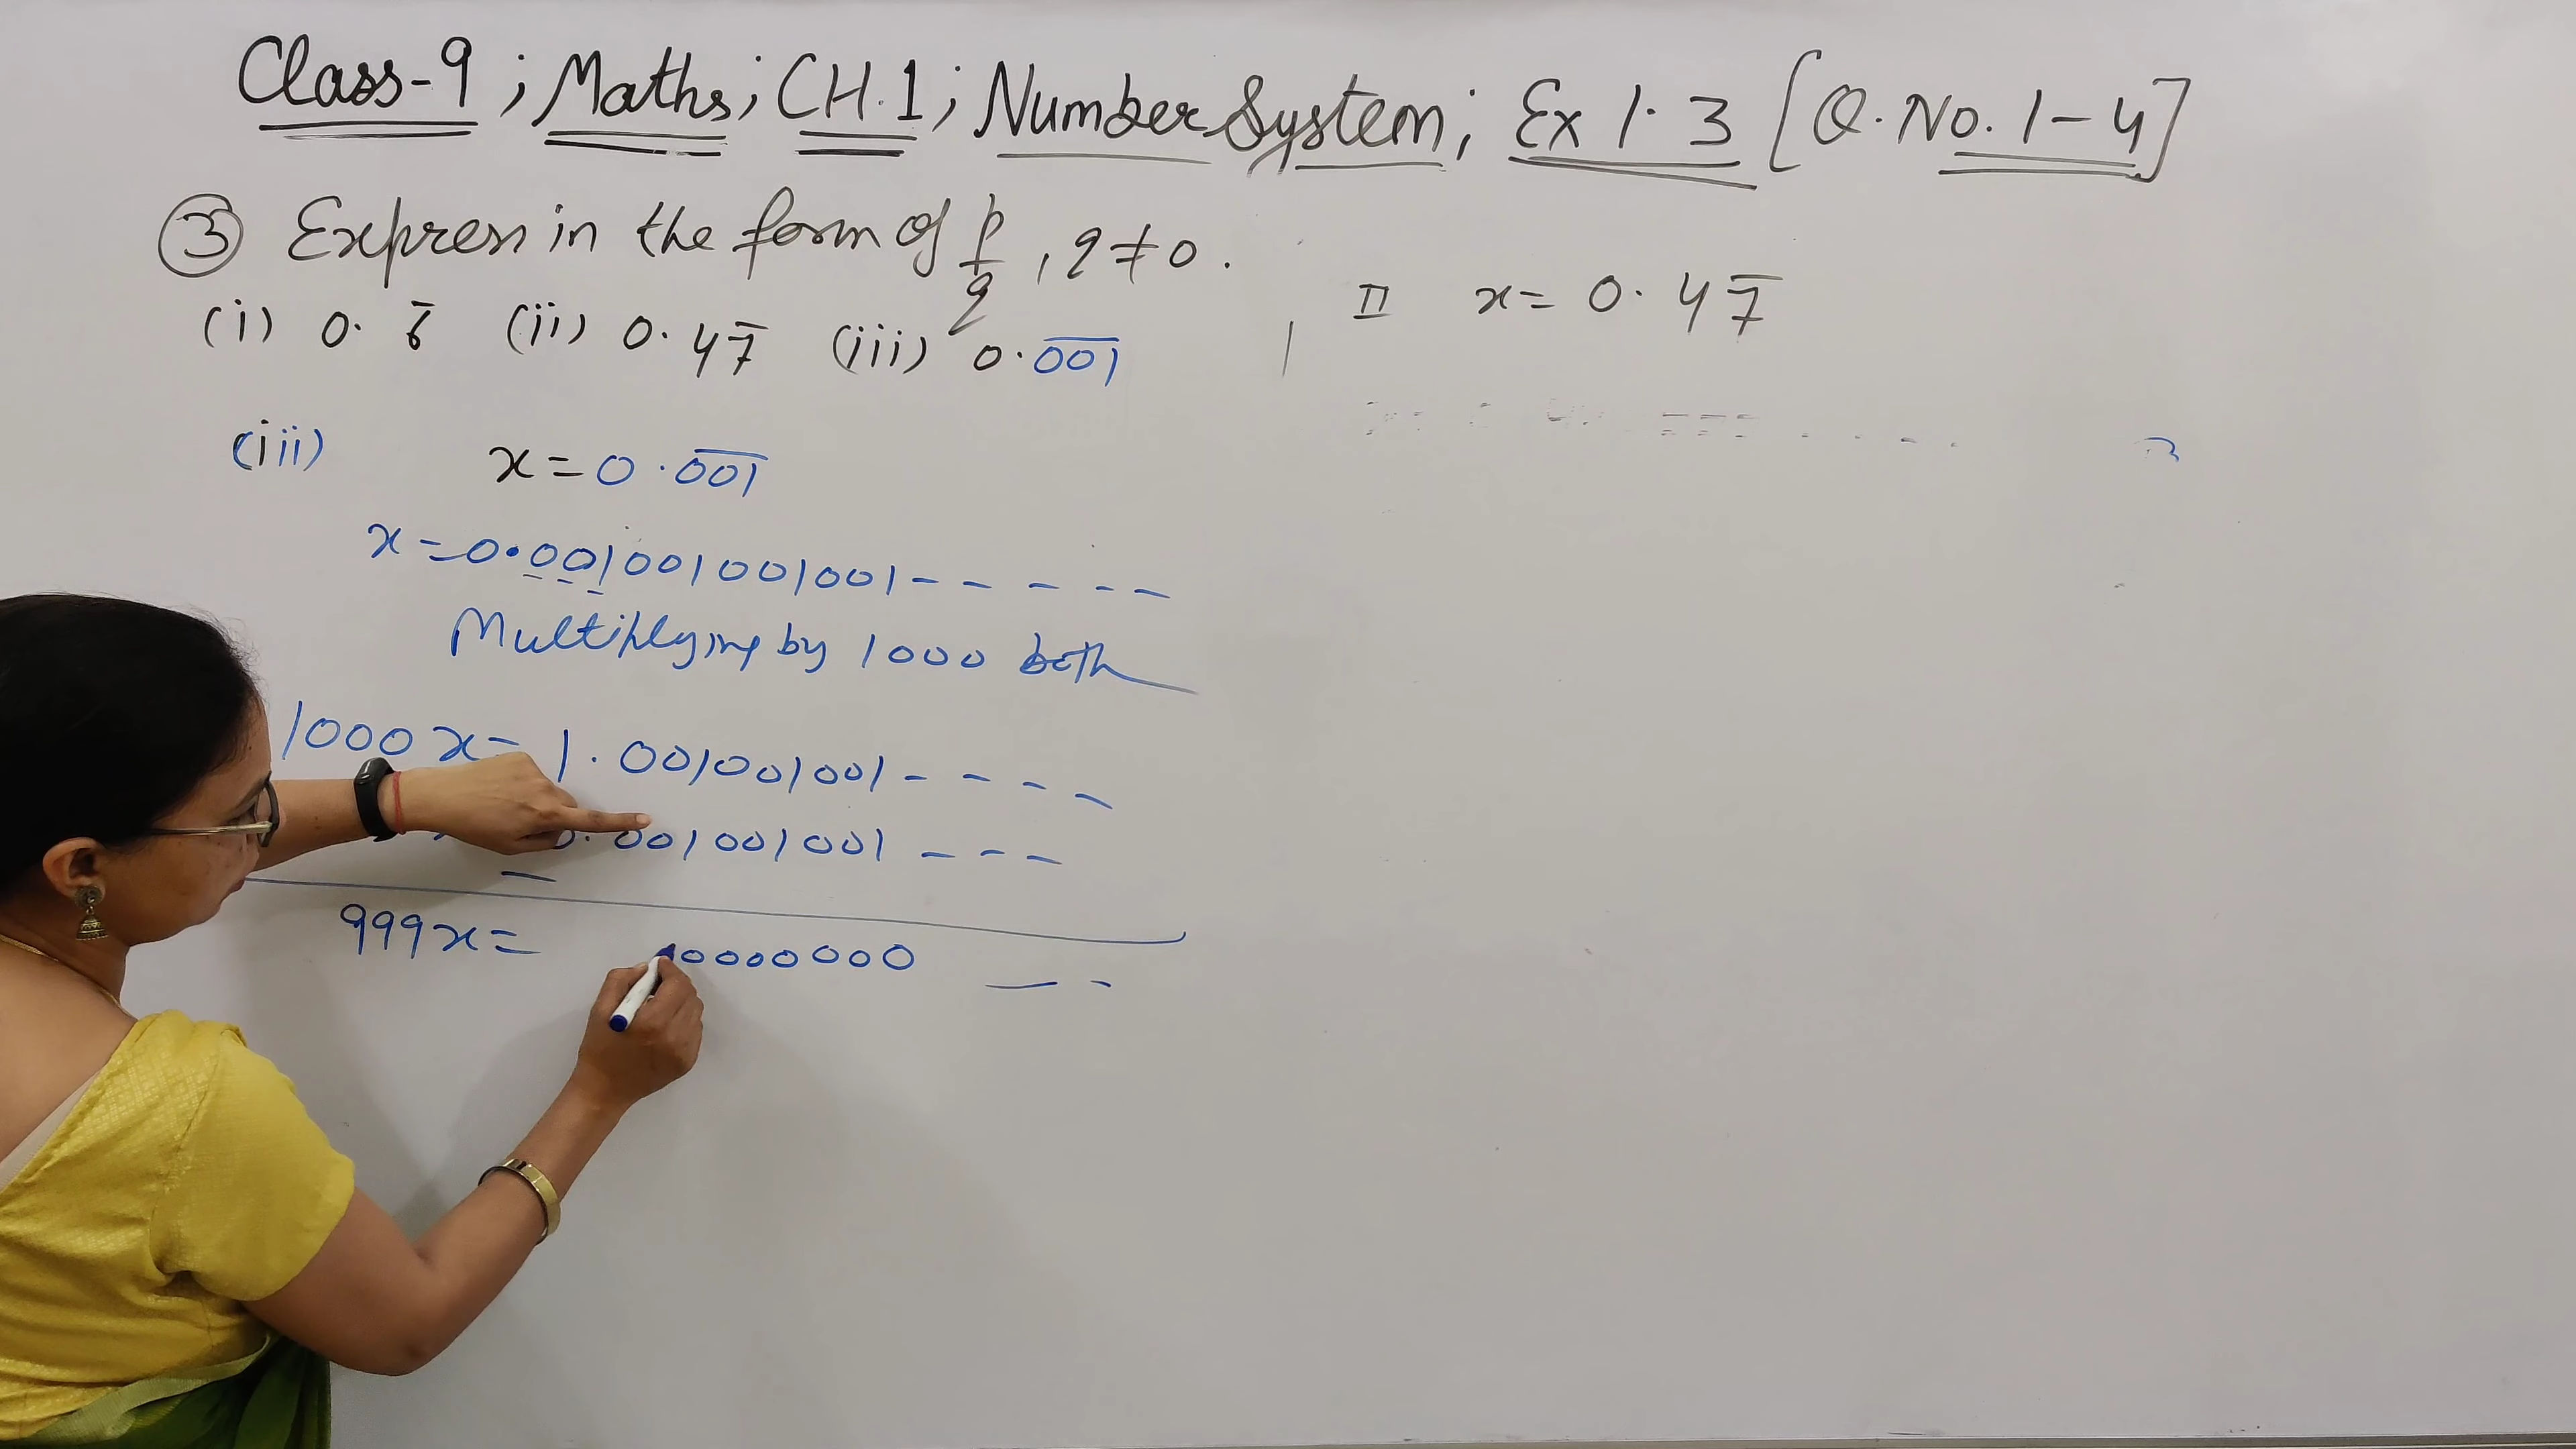 Class-9 ; Maths; CH.1; Number System; Ex 1.3 [Q.No. 1-4]
③ Express in the form of p/q, q≠0.
(i) 0.6̅ (ii) 0.47̅ (iii) 0.0̅0̅1̅
(iii) x = 0.0̅0̅1̅
x = 0.001001001001 - - - - -
Multiplying by 1000 both
1000x = 1.001001001 - - - -
0.001001001 - - -
-
999x = 0000000 - -
II x = 0.47̅